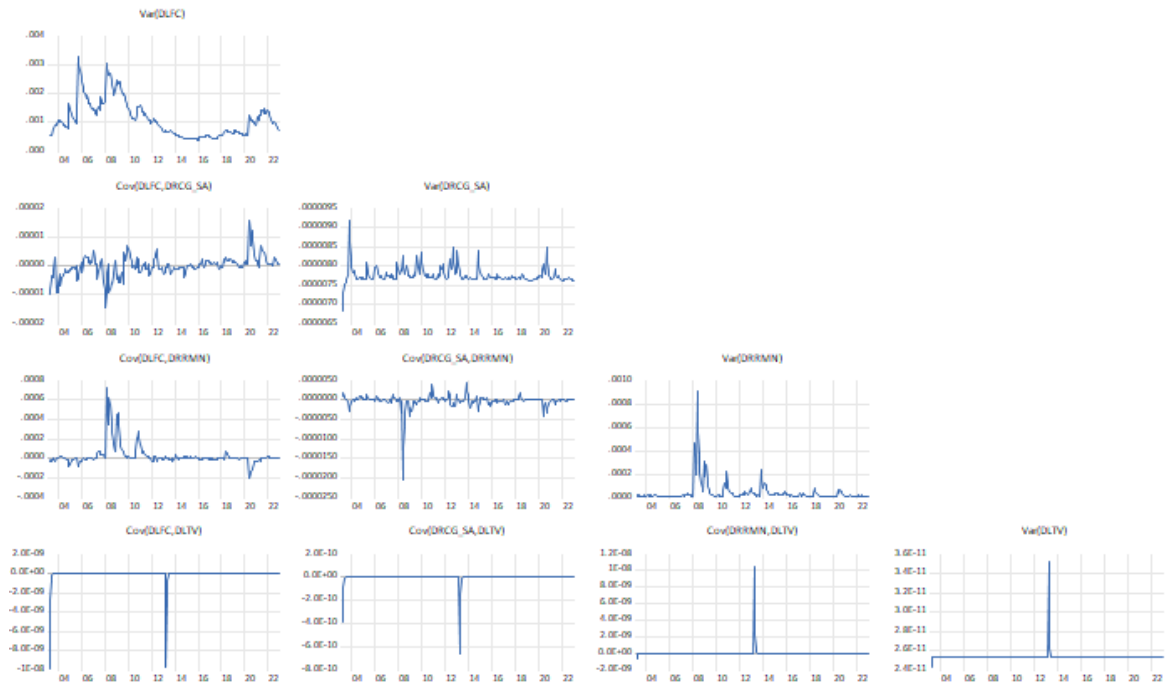 Var(DLFC)
.004
.003
.002
.001
.000
04 06 08 10 12 14 16 18 20 22
Cov(DLFC,DRCG_SA) Var(DRCG_SA)
.00002 .0000095
.00001 .0000090
.0000085
.00000 .0000080
-.00001 .0000075
.0000070
-.00002 .0000065
04 06 08 10 12 14 16 18 20 22 04 06 08 10 12 14 16 18 20 22
Cov(DLFC,DRRMN) Cov(DRCG_SA,DRRMN) Var(DRRMN)
.0008 .0000050 .0010
.0006 .0000000 .0008
.0004 -.0000050 .0006
.0002 -.0000100 .0004
.0000 -.0000150 .0002
-.0002 -.0000200 .0000
-.0004 -.0000250
04 06 08 10 12 14 16 18 20 22 04 06 08 10 12 14 16 18 20 22 04 06 08 10 12 14 16 18 20 22
Cov(DLFC,DLTV) Cov(DRCG_SA,DLTV) Cov(DRRMN,DLTV) Var(DLTV)
2.0E-09 2.0E-10 1.2E-08 3.6E-11
0.0E+00 0.0E+00 1E-08 3.4E-11
-2.0E-09 -2.0E-10 8.0E-09 3.2E-11
-4.0E-09 -4.0E-10 6.0E-09 3.0E-11
-6.0E-09 -6.0E-10 4.0E-09 2.8E-11
-8.0E-09 -8.0E-10 2.0E-09 2.6E-11
-1E-08 0.0E+00 2.4E-11
-2.0E-09
04 06 08 10 12 14 16 18 20 22 04 06 08 10 12 14 16 18 20 22 04 06 08 10 12 14 16 18 20 22 04 06 08 10 12 14 16 18 20 22